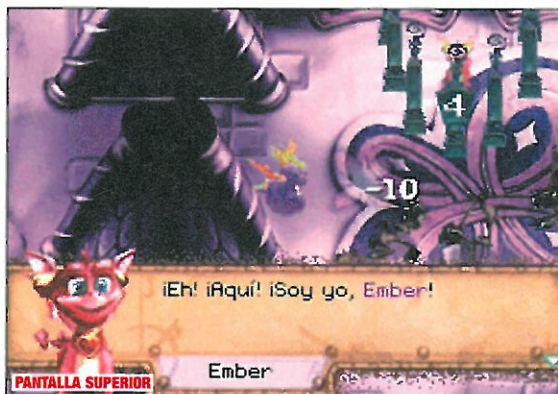 4
-10
¡Eh! ¡Aquí! ¡Soy yo, Ember!
Ember
PANTALLA SUPERIOR